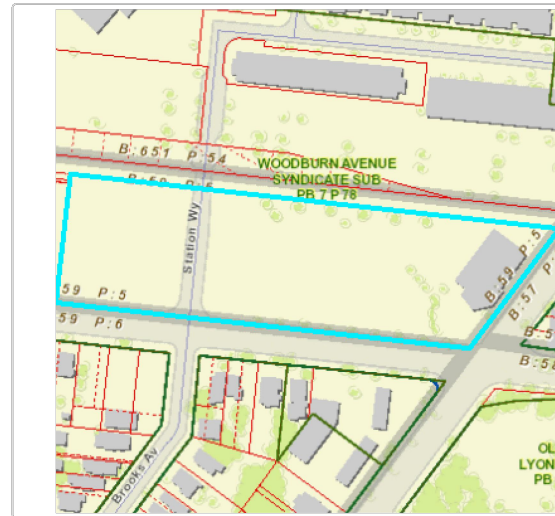 B:651 P:54
WOODBURN AVENUE
SYNDICATE SUB
PB 7 P 78
Station Wy
59 P:5
59 P:6
B:59 P:5
B:57 P:
B:5
B:58
Brooks Av
OL
LYON
PB